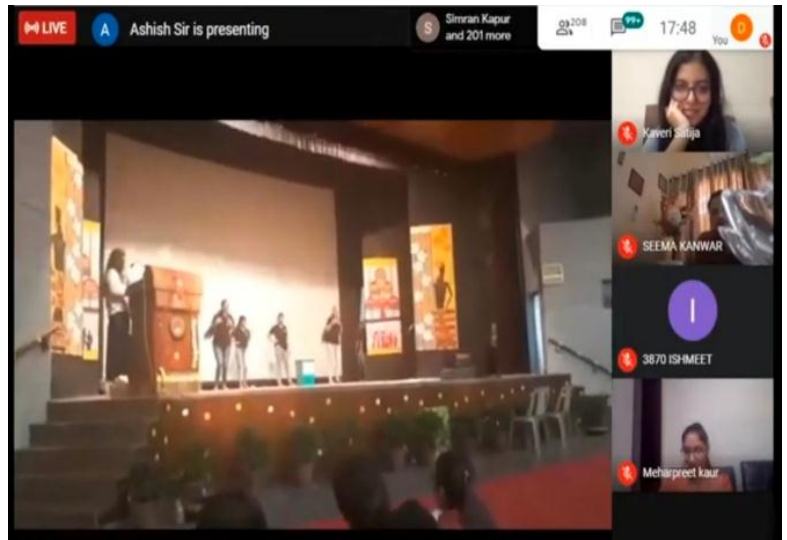 LIVE
A
Ashish Sir is presenting
S
Simran Kapur
and 201 more
208
99+
17:48
You
D
Kaveri Satija
SEEMA KANWAR
I
3870 ISHMEET
Meharpreet kaur